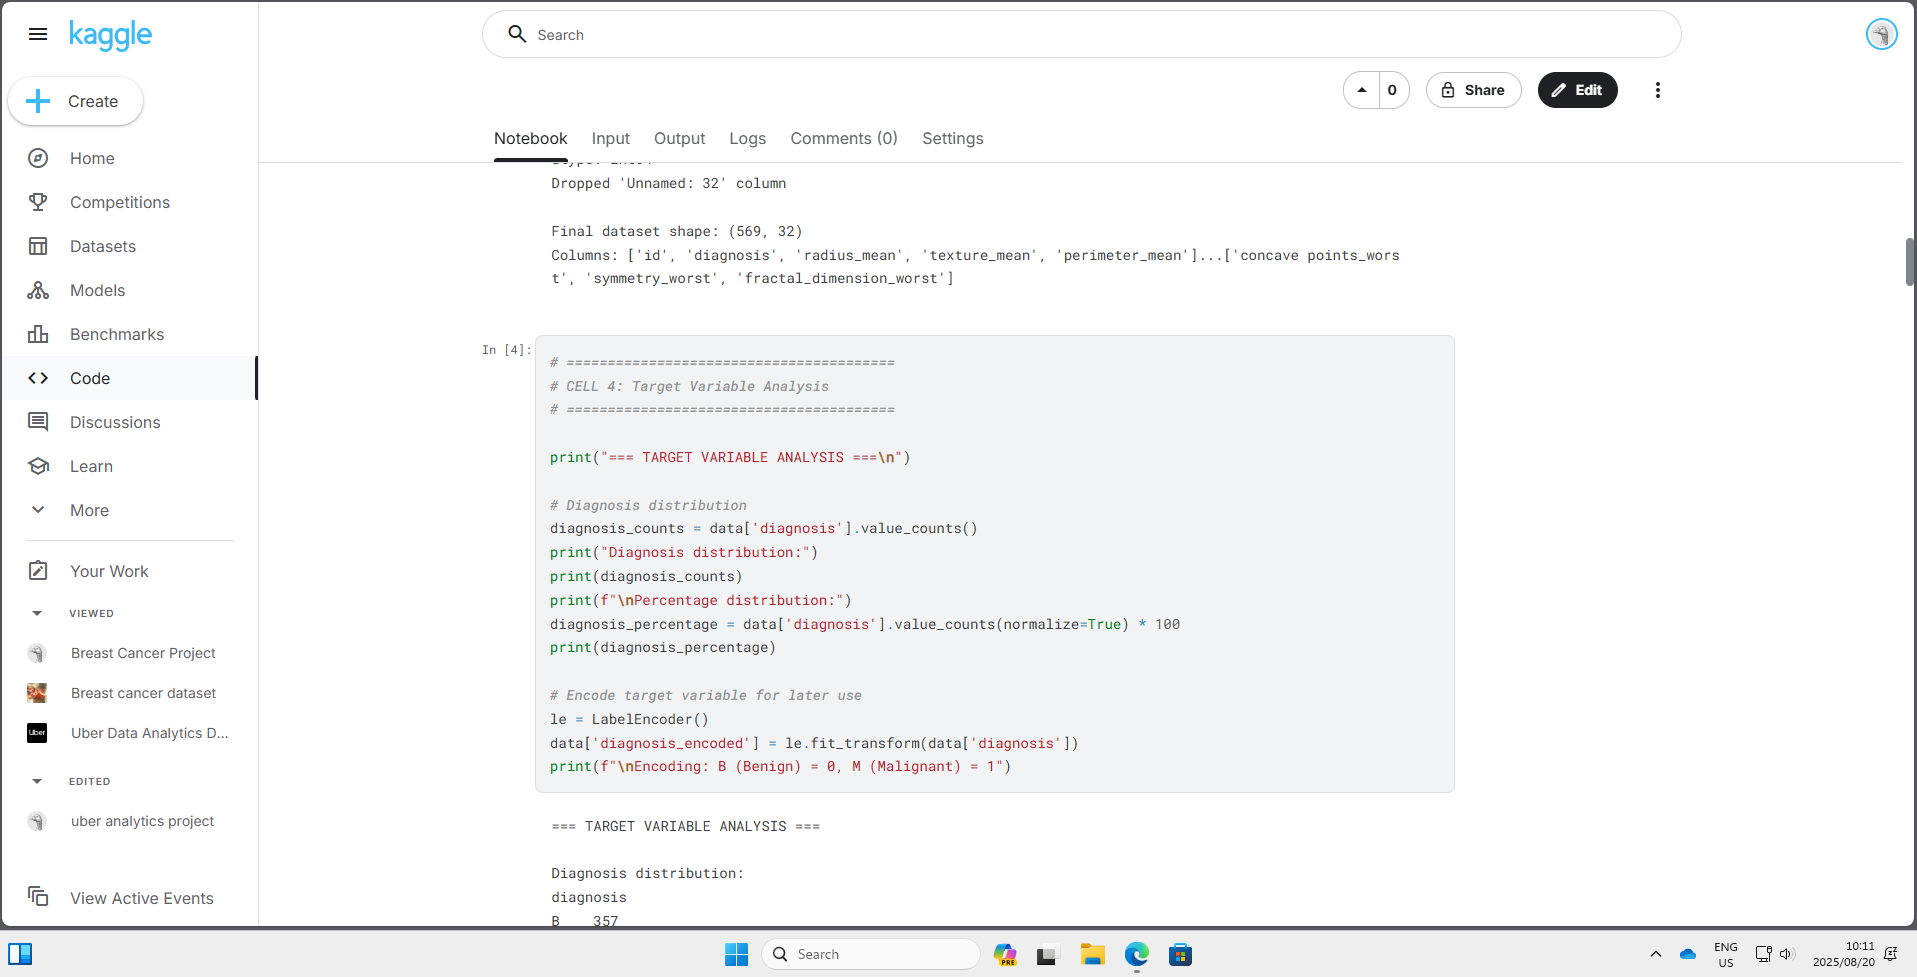 kaggle
Search
Create
0
Share
Edit
Notebook
Input
Output
Logs
Comments (0)
Settings
Home
Competitions
Datasets
Models
Benchmarks
Code
Discussions
Learn
More
Your Work
VIEWED
Breast Cancer Project
Breast cancer dataset
Uber
Uber Data Analytics D...
EDITED
uber analytics project
View Active Events
Dropped 'Unnamed: 32' column
Final dataset shape: (569, 32)
Columns: ['id', 'diagnosis', 'radius_mean', 'texture_mean', 'perimeter_mean']...['concave points_wors
t', 'symmetry_worst', 'fractal_dimension_worst']
In [4]:
# ========================================
# CELL 4: Target Variable Analysis
# ========================================
print("=== TARGET VARIABLE ANALYSIS ===\n")
# Diagnosis distribution
diagnosis_counts = data['diagnosis'].value_counts()
print("Diagnosis distribution:")
print(diagnosis_counts)
print(f"\nPercentage distribution:")
diagnosis_percentage = data['diagnosis'].value_counts(normalize=True) * 100
print(diagnosis_percentage)
# Encode target variable for later use
le = LabelEncoder()
data['diagnosis_encoded'] = le.fit_transform(data['diagnosis'])
print(f"\nEncoding: B (Benign) = 0, M (Malignant) = 1")
=== TARGET VARIABLE ANALYSIS ===
Diagnosis distribution:
diagnosis
B    357
Search
PRE
ENG
US
10:11
2025/08/20